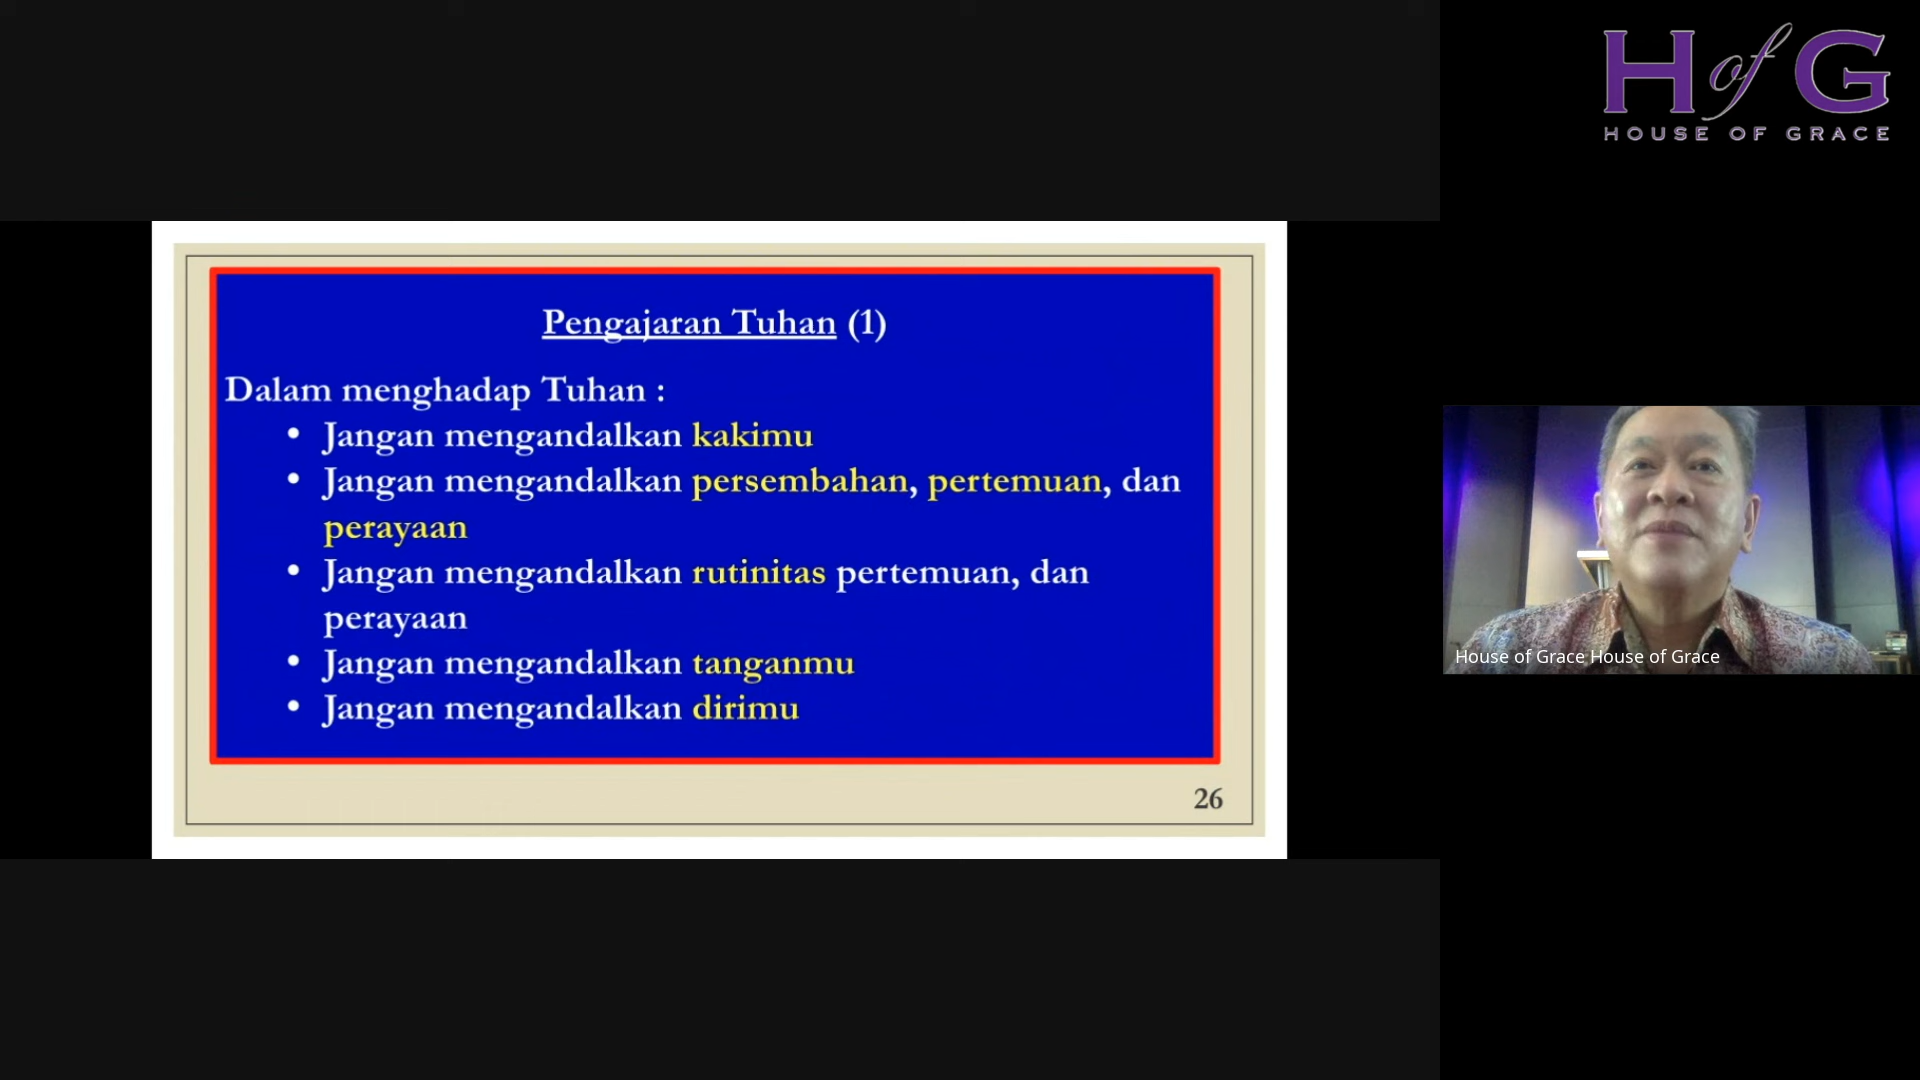 H of G
HOUSE OF GRACE
Pengajaran Tuhan (1)
Dalam menghadap Tuhan :
• Jangan mengandalkan kakimu
• Jangan mengandalkan persembahan, pertemuan, dan
perayaan
• Jangan mengandalkan rutinitas pertemuan, dan
perayaan
• Jangan mengandalkan tanganmu
• Jangan mengandalkan dirimu
26
House of Grace House of Grace